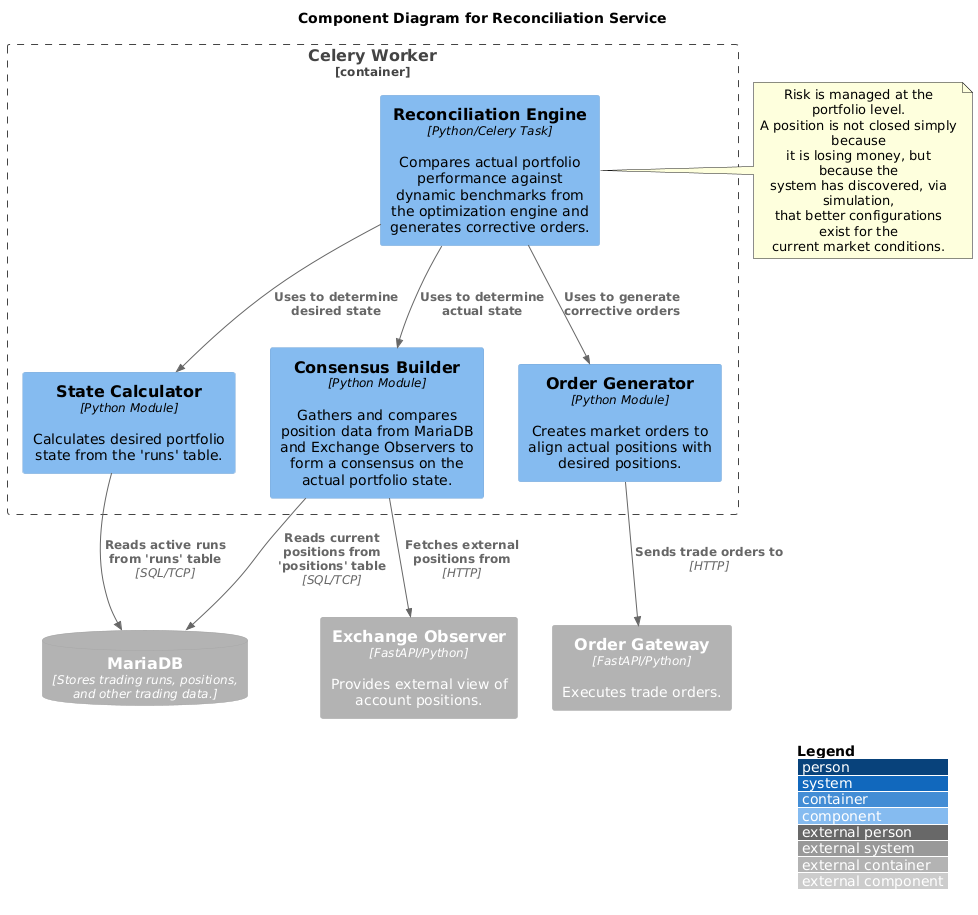 Component Diagram for Reconciliation Service
Celery Worker
[container]
Reconciliation Engine
[Python/Celery Task]
Compares actual portfolio
performance against
dynamic benchmarks from
the optimization engine and
generates corrective orders.
Risk is managed at the
portfolio level.
A position is not closed simply
because
it is losing money, but
because the
system has discovered, via
simulation,
that better configurations
exist for the
current market conditions.
Uses to determine
desired state
Uses to determine
actual state
Uses to generate
corrective orders
State Calculator
[Python Module]
Calculates desired portfolio
state from the 'runs' table.
Consensus Builder
[Python Module]
Gathers and compares
position data from MariaDB
and Exchange Observers to
form a consensus on the
actual portfolio state.
Order Generator
[Python Module]
Creates market orders to
align actual positions with
desired positions.
Reads active runs
from 'runs' table
[SQL/TCP]
Reads current
positions from
'positions' table
[SQL/TCP]
Fetches external
positions from
[HTTP]
Sends trade orders to
[HTTP]
MariaDB
[Stores trading runs, positions,
and other trading data.]
Exchange Observer
[FastAPI/Python]
Provides external view of
account positions.
Order Gateway
[FastAPI/Python]
Executes trade orders.
Legend
person
system
container
component
external person
external system
external container
external component